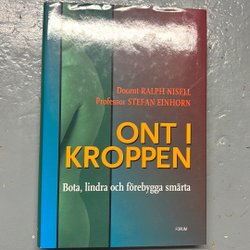 Docent RALPH NISELL
Professor STEFAN EINHORN
ONT I
KROPPEN
Bota, lindra och förebygga smärta
FORUM